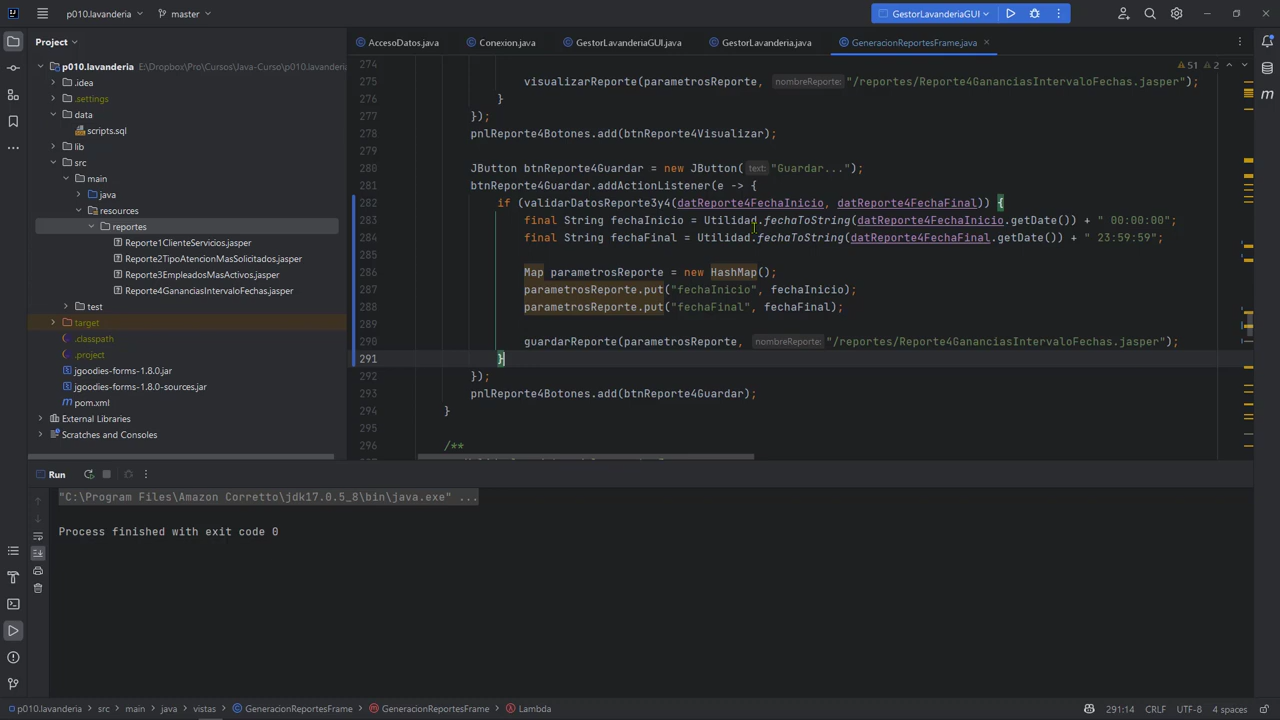 p010.lavanderia
master
GestorLavanderiaGUI
Project
AccesoDatos.java
Conexion.java
GestorLavanderiaGUI.java
GestorLavanderia.java
GeneracionReportesFrame.java
p010.lavanderia E:\Dropbox\Pro\Cursos\Java-Curso\p010.lavanderia
.idea
.settings
data
scripts.sql
lib
src
main
java
resources
reportes
Reporte1ClienteServicios.jasper
Reporte2TipoAtencionMasSolicitados.jasper
Reporte3EmpleadosMasActivos.jasper
Reporte4GananciasIntervaloFechas.jasper
test
target
.classpath
.project
jgoodies-forms-1.8.0.jar
jgoodies-forms-1.8.0-sources.jar
pom.xml
External Libraries
Scratches and Consoles
51 2
274
275 visualizarReporte(parametrosReporte, nombreReporte: "/reportes/Reporte4GananciasIntervaloFechas.jasper");
276 }
277 });
278 pnlReporte4Botones.add(btnReporte4Visualizar);
279
280 JButton btnReporte4Guardar = new JButton( text: "Guardar...");
281 btnReporte4Guardar.addActionListener(e -> {
282 if (validarDatosReporte3y4(datReporte4FechaInicio, datReporte4FechaFinal)) {
283 final String fechaInicio = Utilidad.fechaToString(datReporte4FechaInicio.getDate()) + " 00:00:00";
284 final String fechaFinal = Utilidad.fechaToString(datReporte4FechaFinal.getDate()) + " 23:59:59";
285
286 Map parametrosReporte = new HashMap();
287 parametrosReporte.put("fechaInicio", fechaInicio);
288 parametrosReporte.put("fechaFinal", fechaFinal);
289
290 guardarReporte(parametrosReporte, nombreReporte: "/reportes/Reporte4GananciasIntervaloFechas.jasper");
291 }
292 });
293 pnlReporte4Botones.add(btnReporte4Guardar);
294 }
295
296 /**
Run
"C:\Program Files\Amazon Corretto\jdk17.0.5_8\bin\java.exe" ...
Process finished with exit code 0
p010.lavanderia > src > main > java > vistas > GeneracionReportesFrame > GeneracionReportesFrame > Lambda
291:14 CRLF UTF-8 4 spaces